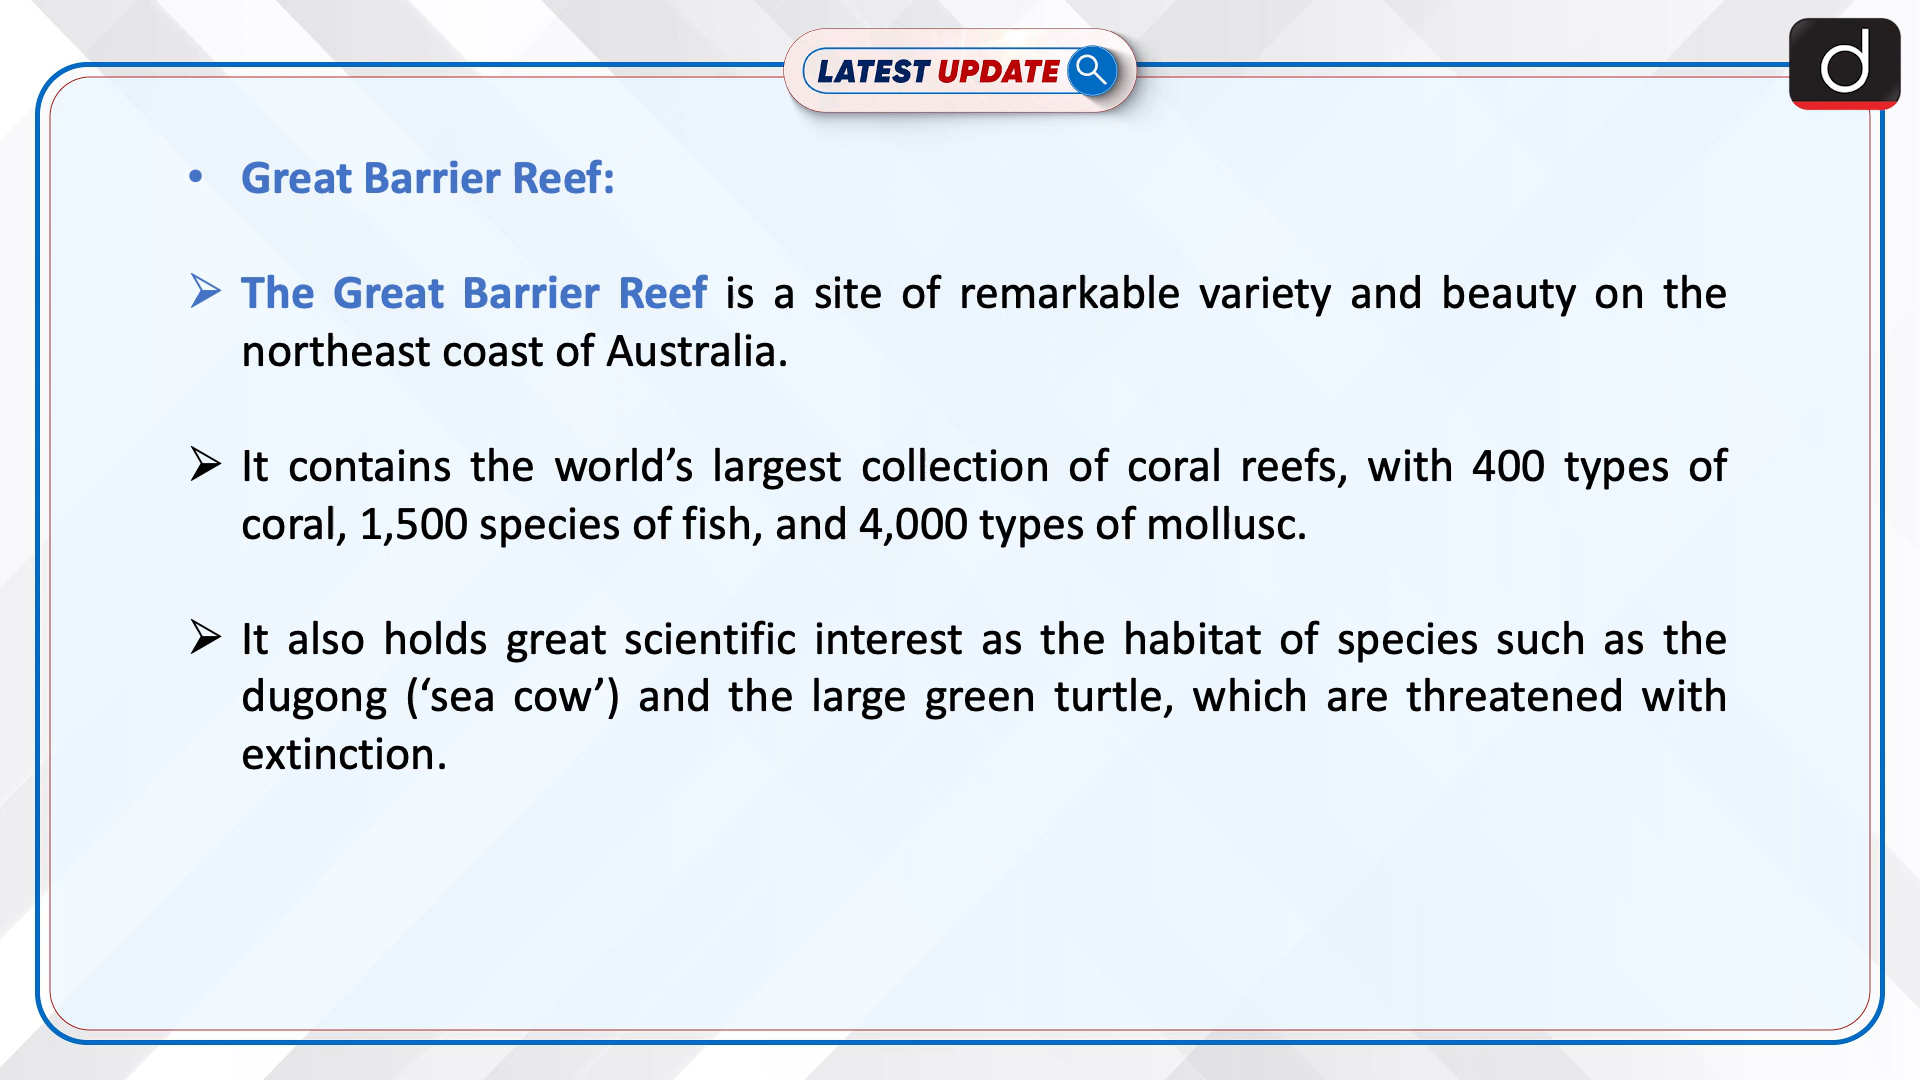 LATEST UPDATE
d
• Great Barrier Reef:
➢ The Great Barrier Reef is a site of remarkable variety and beauty on the
northeast coast of Australia.
➢ It contains the world’s largest collection of coral reefs, with 400 types of
coral, 1,500 species of fish, and 4,000 types of mollusc.
➢ It also holds great scientific interest as the habitat of species such as the
dugong (‘sea cow’) and the large green turtle, which are threatened with
extinction.